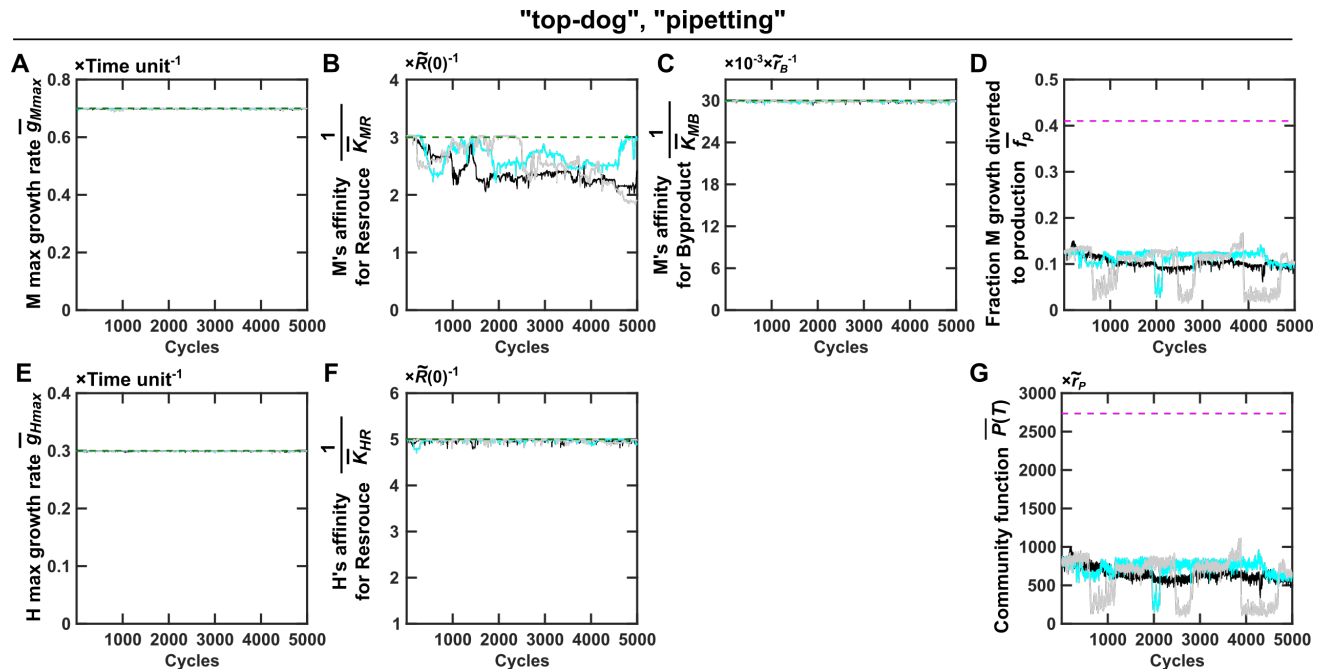 "top-dog", "pipetting"
A
×Time unit⁻¹
M max growth rate g̅Mmax
0.8
0.6
0.4
0.2
0
1000 2000 3000 4000 5000
Cycles
B
×R̃(0)⁻¹
M's affinity
for Resrouce
1
K̅MR
4
3
2
1
0
1000 2000 3000 4000 5000
Cycles
C
×10⁻³×r̃B⁻¹
M's affinity
for Byproduct
1
K̅MB
30
24
18
12
6
0
1000 2000 3000 4000 5000
Cycles
D
Fraction M growth diverted
to production f̅p
0.5
0.4
0.3
0.2
0.1
0
1000 2000 3000 4000 5000
Cycles
E
×Time unit⁻¹
H max growth rate g̅Hmax
0.4
0.3
0.2
0.1
0
1000 2000 3000 4000 5000
Cycles
F
×R̃(0)⁻¹
H's affinity
for Resrouce
1
K̅HR
6
5
4
3
2
1
1000 2000 3000 4000 5000
Cycles
G
×r̃P
Community function P̅(T)
3000
2500
2000
1500
1000
500
0
1000 2000 3000 4000 5000
Cycles